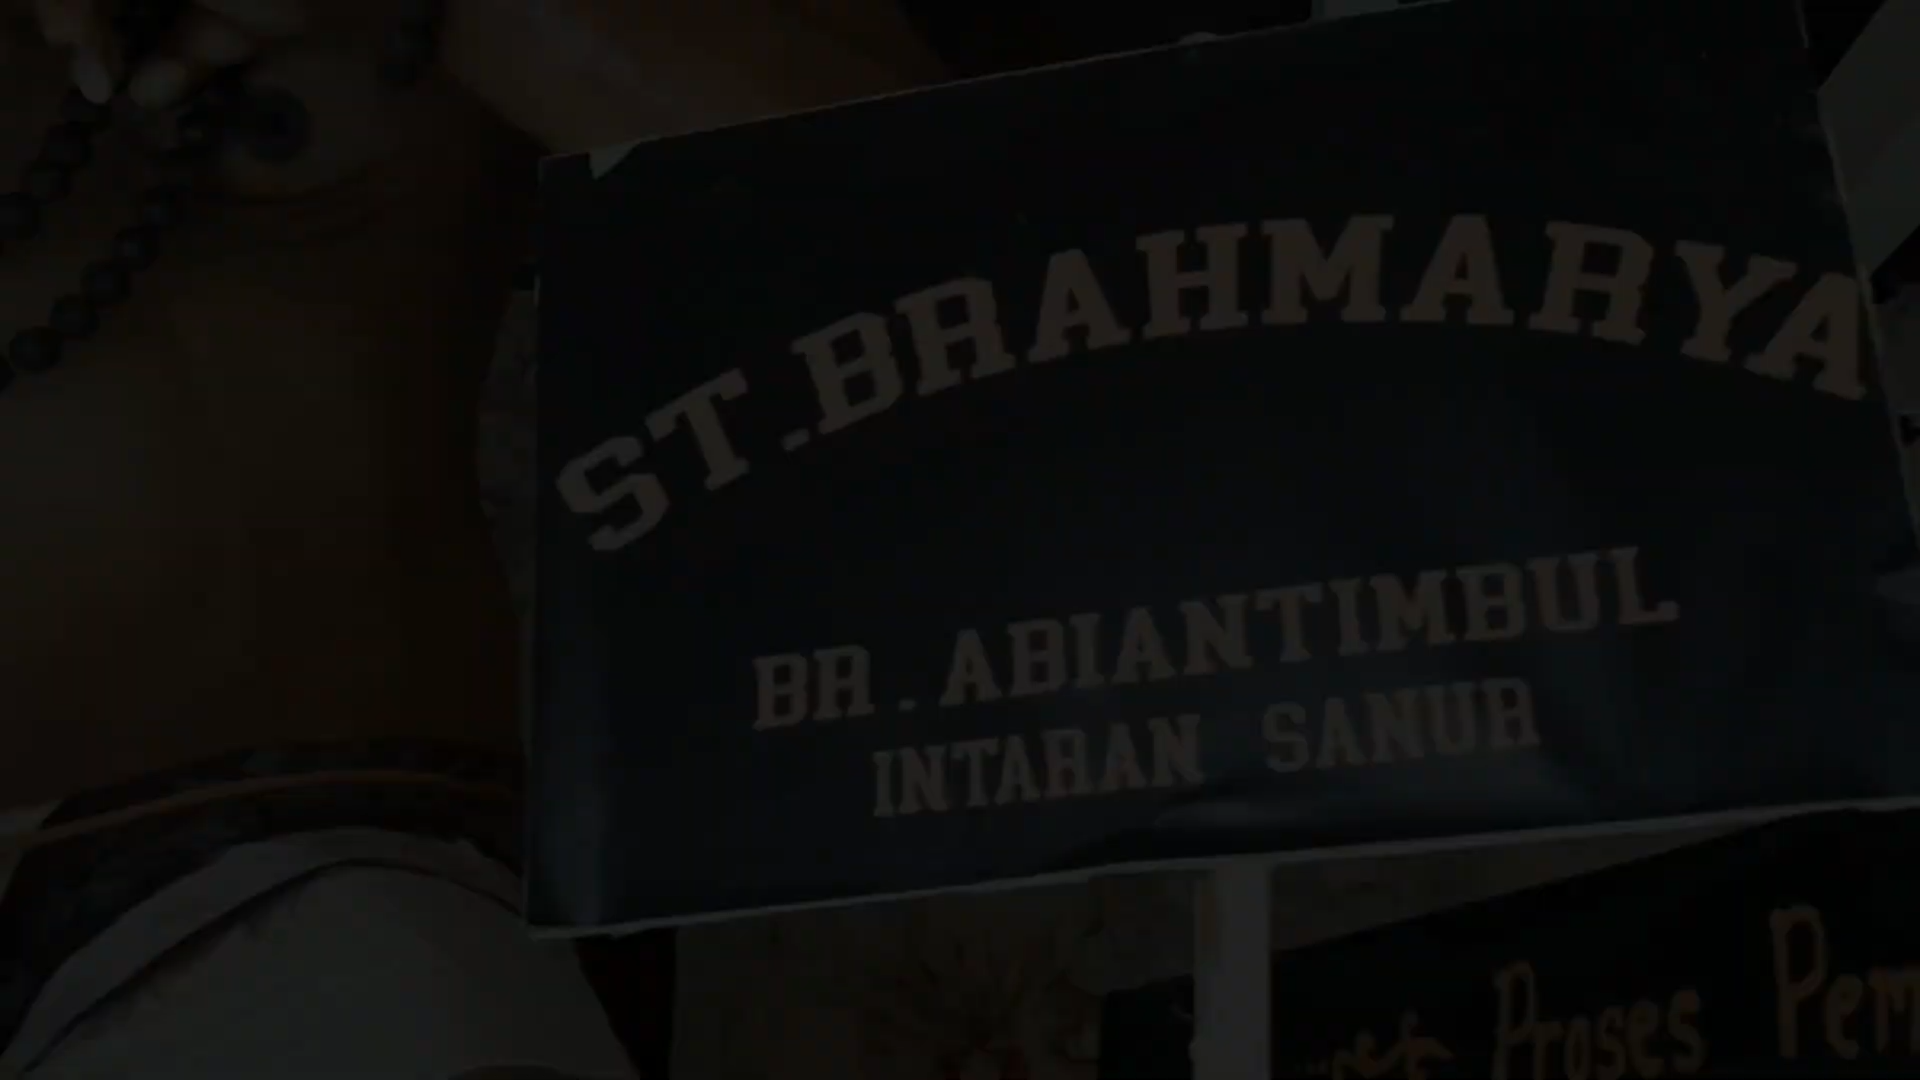 ST.BRAHMARYA
BR. ABIANTIMBUL
INTARAN SANUR
Proses